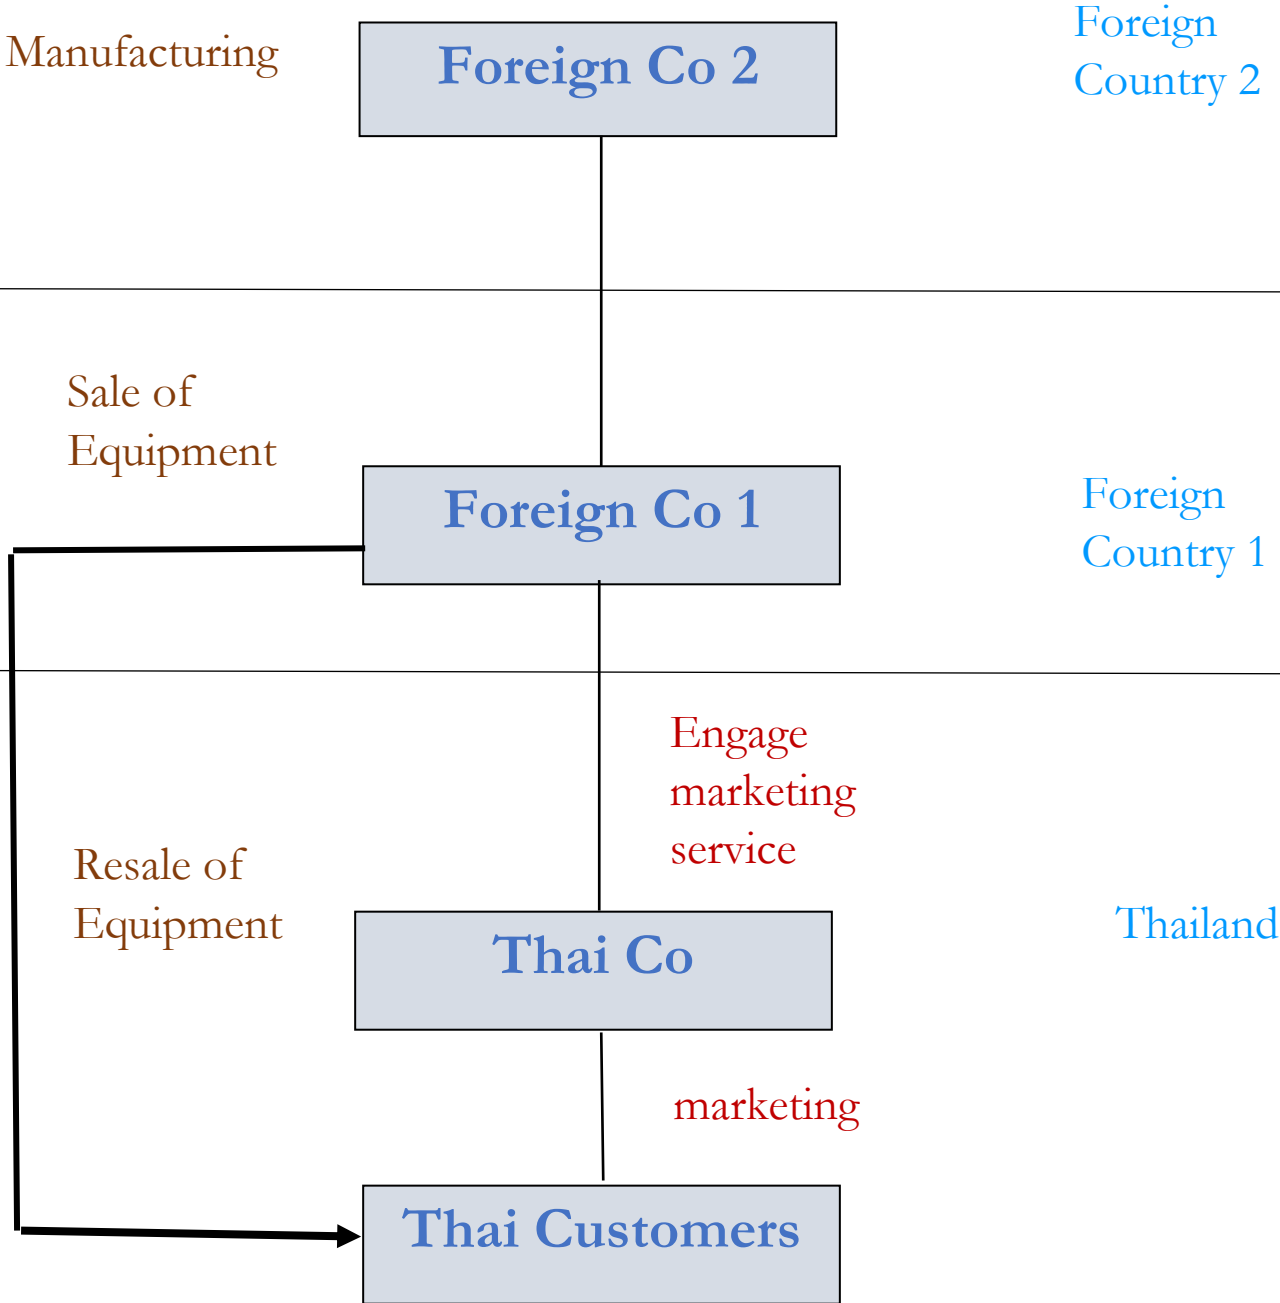 Manufacturing
Foreign Co 2
Foreign
Country 2
Sale of
Equipment
Foreign Co 1
Foreign
Country 1
Engage
marketing
service
Resale of
Equipment
Thai Co
Thailand
marketing
Thai Customers